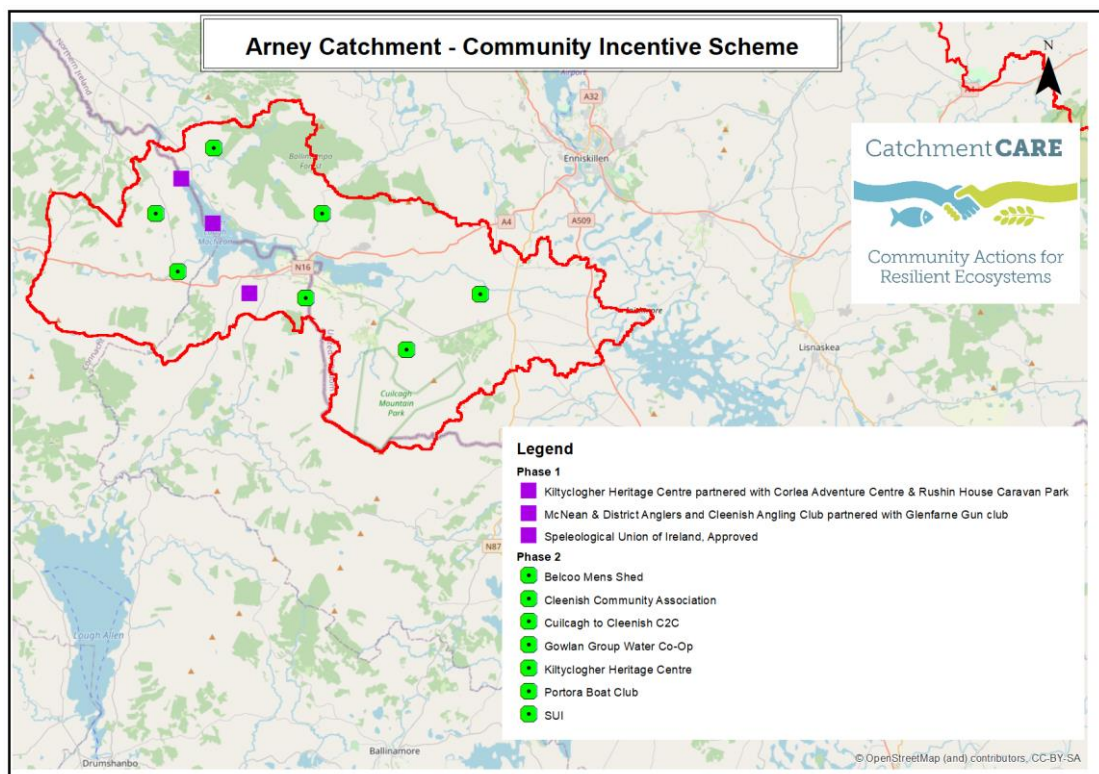 Arney Catchment - Community Incentive Scheme
N
Northern Ireland
Airport
A32
Enniskillen
A4
A509
N16
Cuilcagh
Mountain
Park
Lisnaskea
Connacht
N87
Lough Allen
Ballinamore
Drumshanbo
CatchmentCARE
Community Actions for
Resilient Ecosystems
Legend
Phase 1
Kiltyclogher Heritage Centre partnered with Corlea Adventure Centre & Rushin House Caravan Park
McNean & District Anglers and Cleenish Angling Club partnered with Glenfarne Gun club
Speleological Union of Ireland, Approved
Phase 2
Belcoo Mens Shed
Cleenish Community Association
Cuilcagh to Cleenish C2C
Gowlan Group Water Co-Op
Kiltyclogher Heritage Centre
Portora Boat Club
SUI
© OpenStreetMap (and) contributors, CC-BY-SA